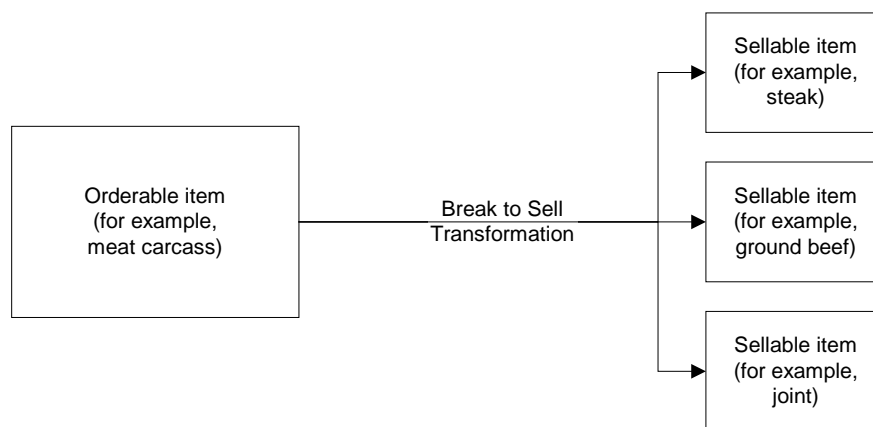 Orderable item
(for example,
meat carcass)
Break to Sell
Transformation
Sellable item
(for example,
steak)
Sellable item
(for example,
ground beef)
Sellable item
(for example,
joint)